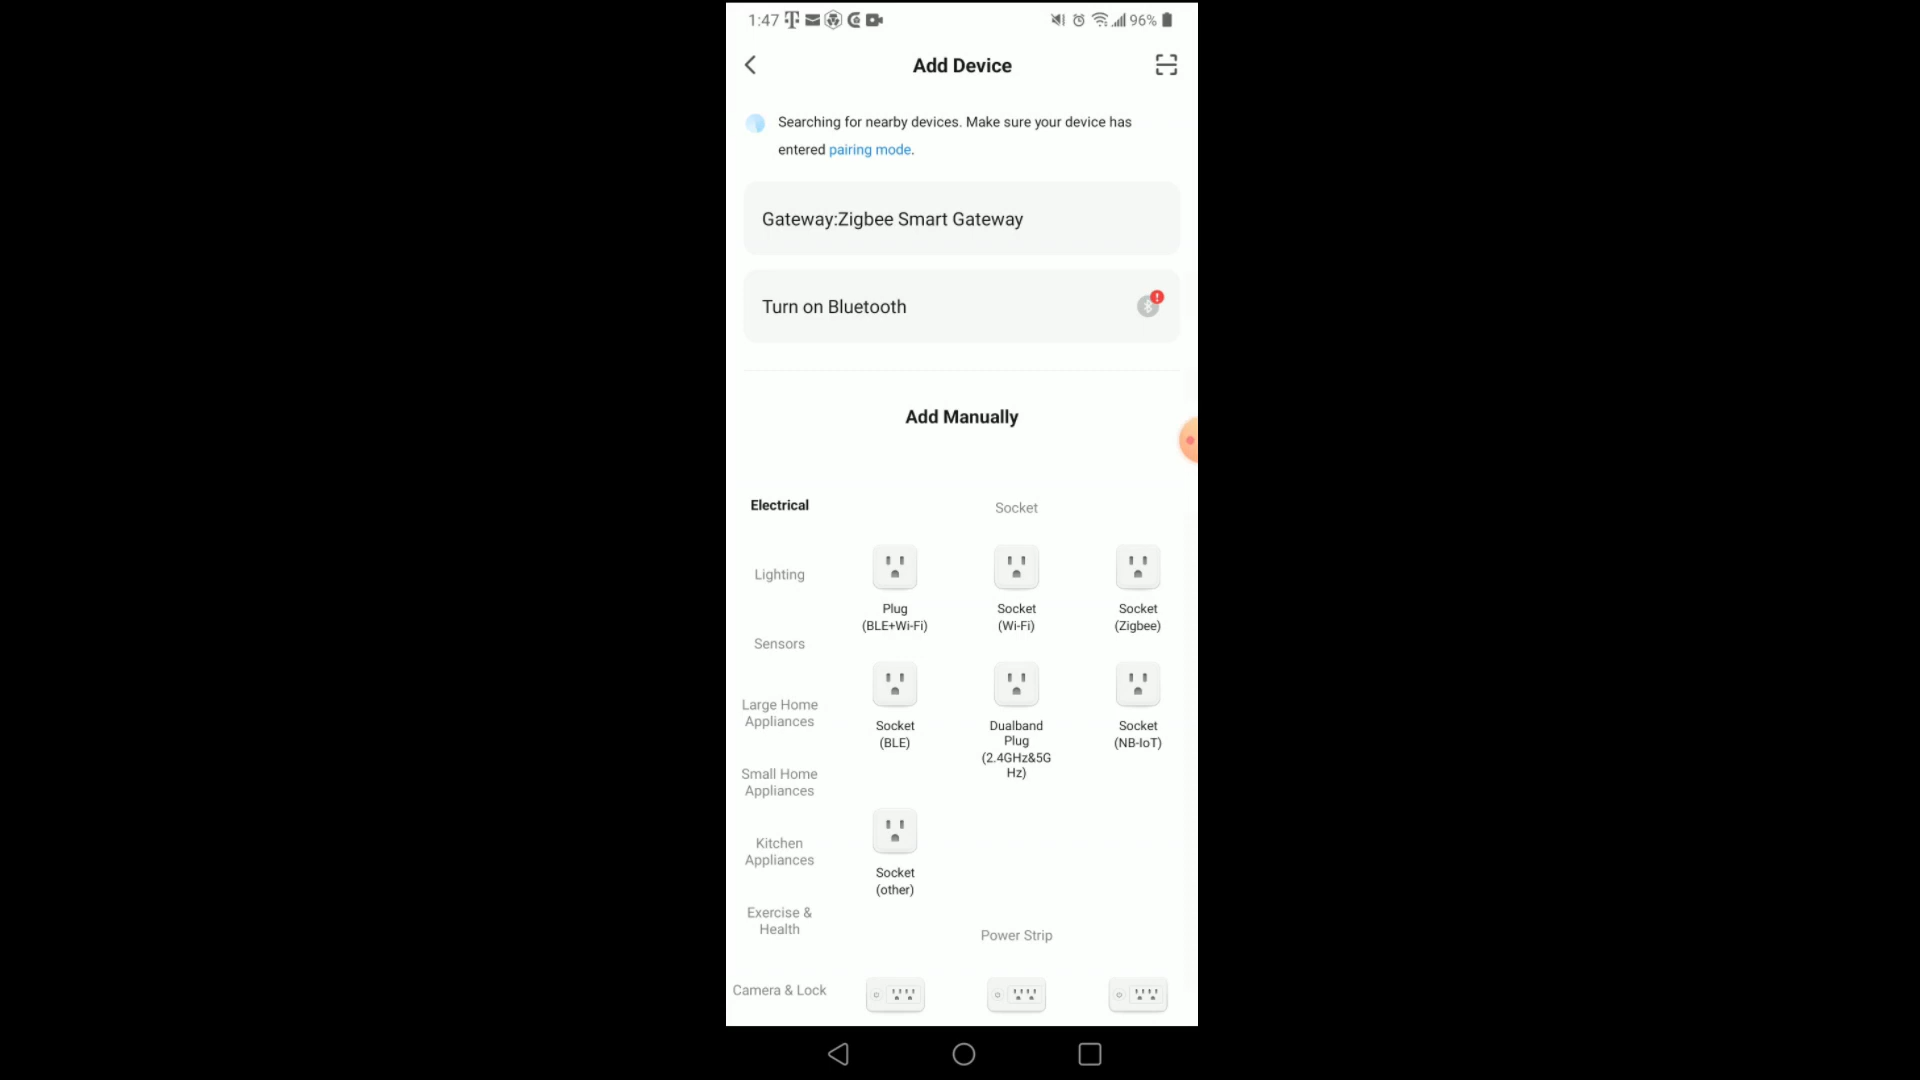 1:47
96%
Add Device
Searching for nearby devices. Make sure your device has
entered pairing mode.
Gateway:Zigbee Smart Gateway
Turn on Bluetooth
Add Manually
Electrical
Lighting
Sensors
Large Home
Appliances
Small Home
Appliances
Kitchen
Appliances
Exercise &
Health
Camera & Lock
Socket
Plug
(BLE+Wi-Fi)
Socket
(Wi-Fi)
Socket
(Zigbee)
Socket
(BLE)
Dualband
Plug
(2.4GHz&5G
Hz)
Socket
(NB-IoT)
Socket
(other)
Power Strip